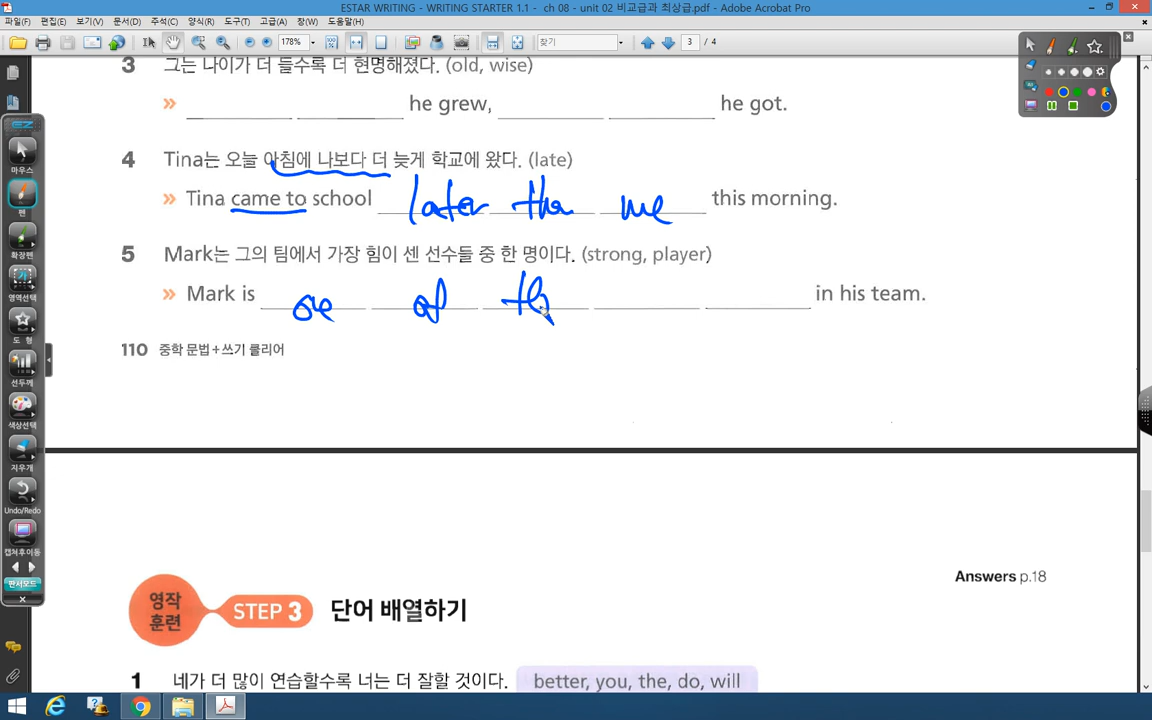 ESTAR WRITING - WRITING STARTER 1.1 - ch 08 - unit 02 비교급과 최상급.pdf - Adobe Acrobat Pro
파일(F) 편집(E) 보기(V) 문서(D) 주석(C) 양식(R) 도구(T) 고급(A) 창(W) 도움말(H)
178% 찾기 3 / 4
3 그는 나이가 더 들수록 더 현명해졌다. (old, wise)
» he grew, he got.
4 Tina는 오늘 아침에 나보다 더 늦게 학교에 왔다. (late)
» Tina came to school later than me this morning.
5 Mark는 그의 팀에서 가장 힘이 센 선수들 중 한 명이다. (strong, player)
» Mark is one of th in his team.
110 중학 문법+쓰기 클리어
Answers p.18
영작
훈련
STEP 3 단어 배열하기
1 네가 더 많이 연습할수록 너는 더 잘할 것이다. better, you, the, do, will
EZ
마우스
펜
확장펜
영역선택
도 형
선두께
색상선택
지우개
Undo/Redo
캡쳐후이동
판서모드